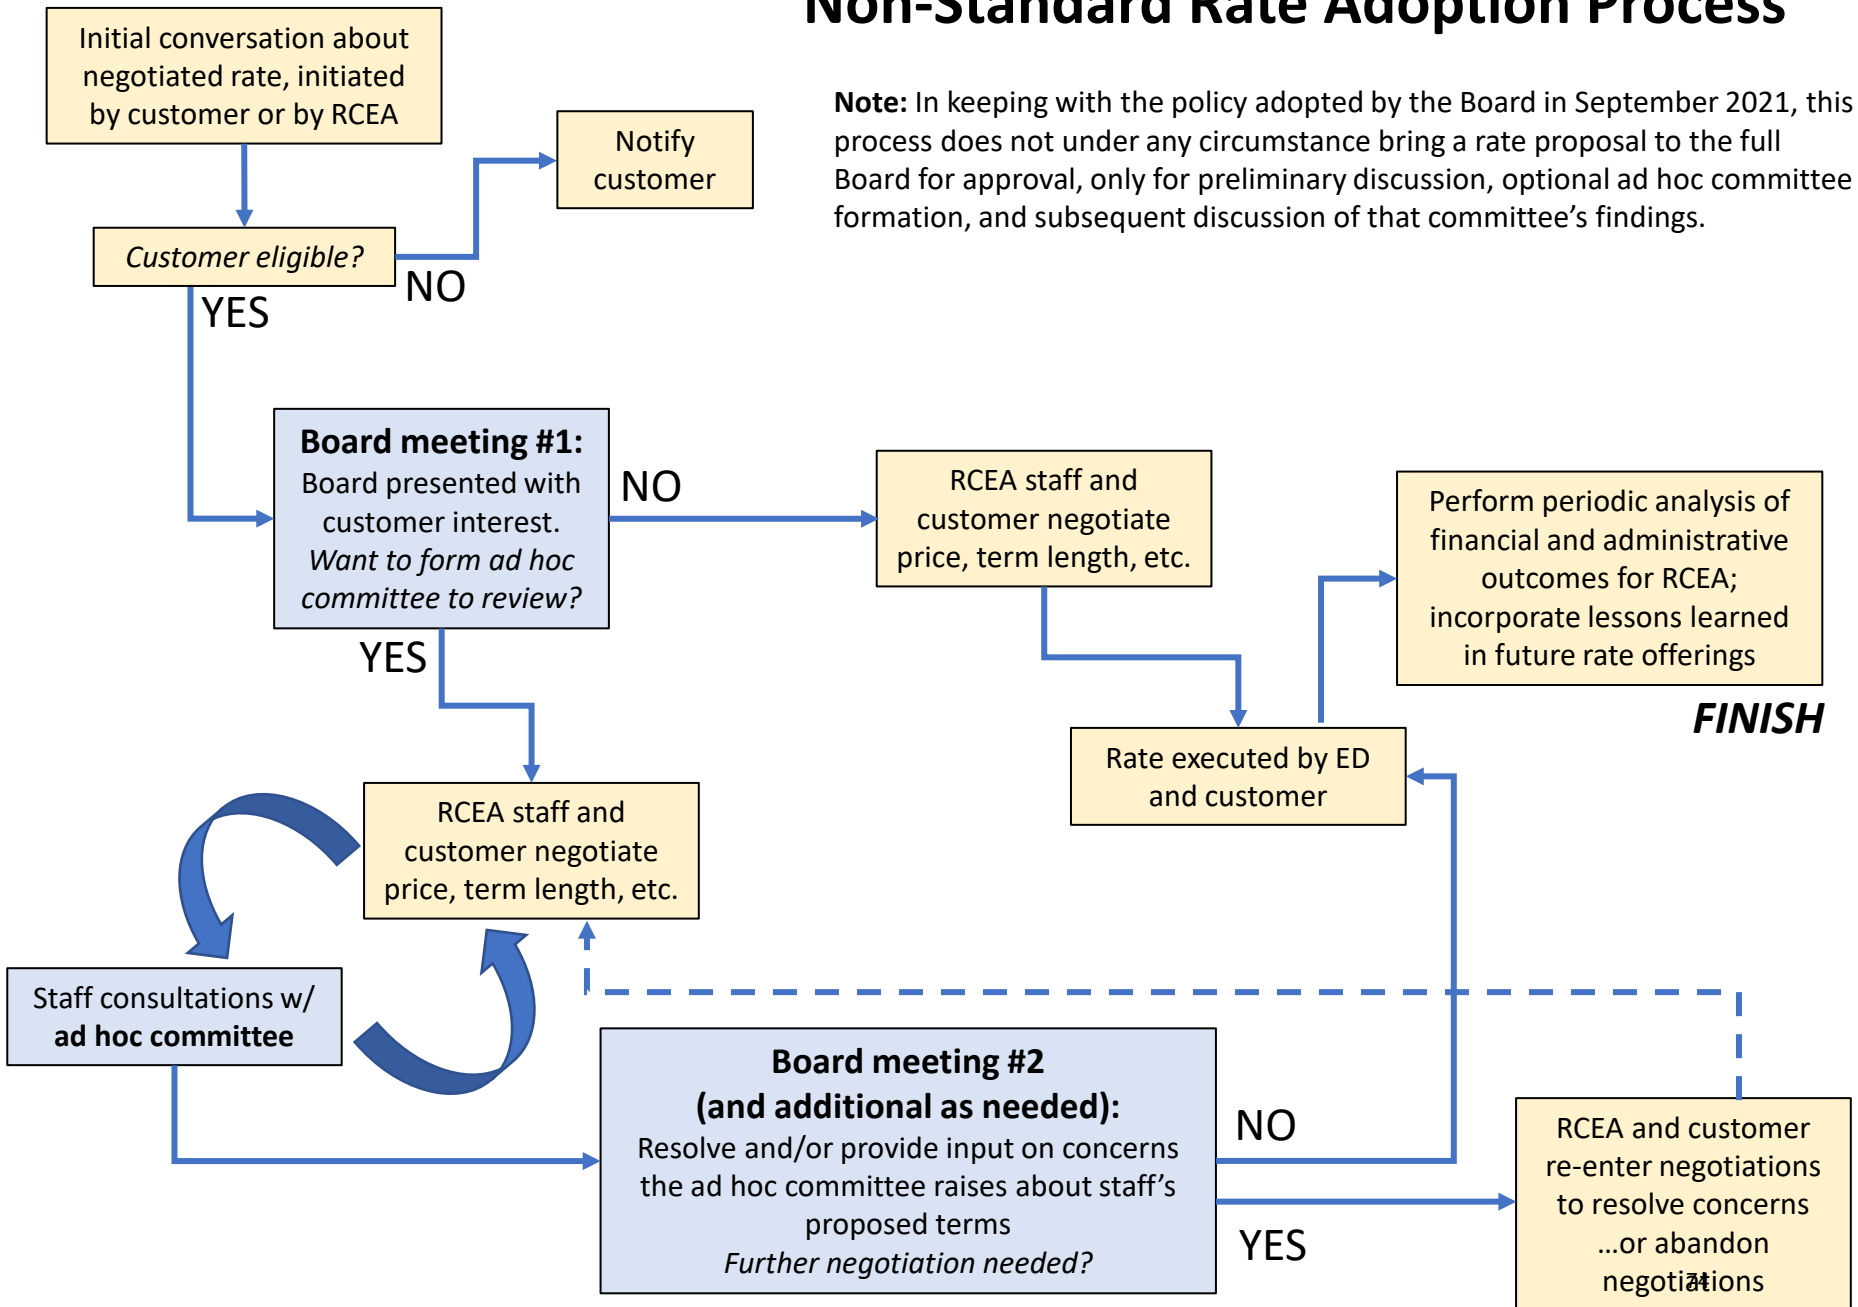 Non-Standard Rate Adoption Process
Initial conversation about
negotiated rate, initiated
by customer or by RCEA
Notify
customer
Note: In keeping with the policy adopted by the Board in September 2021, this
process does not under any circumstance bring a rate proposal to the full
Board for approval, only for preliminary discussion, optional ad hoc committee
formation, and subsequent discussion of that committee's findings.
Customer eligible?
NO
YES
Board meeting #1:
Board presented with
customer interest.
Want to form ad hoc
committee to review?
NO
YES
RCEA staff and
customer negotiate
price, term length, etc.
Perform periodic analysis of
financial and administrative
outcomes for RCEA;
incorporate lessons learned
in future rate offerings
FINISH
Rate executed by ED
and customer
RCEA staff and
customer negotiate
price, term length, etc.
Staff consultations w/
ad hoc committee
Board meeting #2
(and additional as needed):
Resolve and/or provide input on concerns
the ad hoc committee raises about staff's
proposed terms
Further negotiation needed?
NO
YES
RCEA and customer
re-enter negotiations
to resolve concerns
...or abandon
negotiations
74